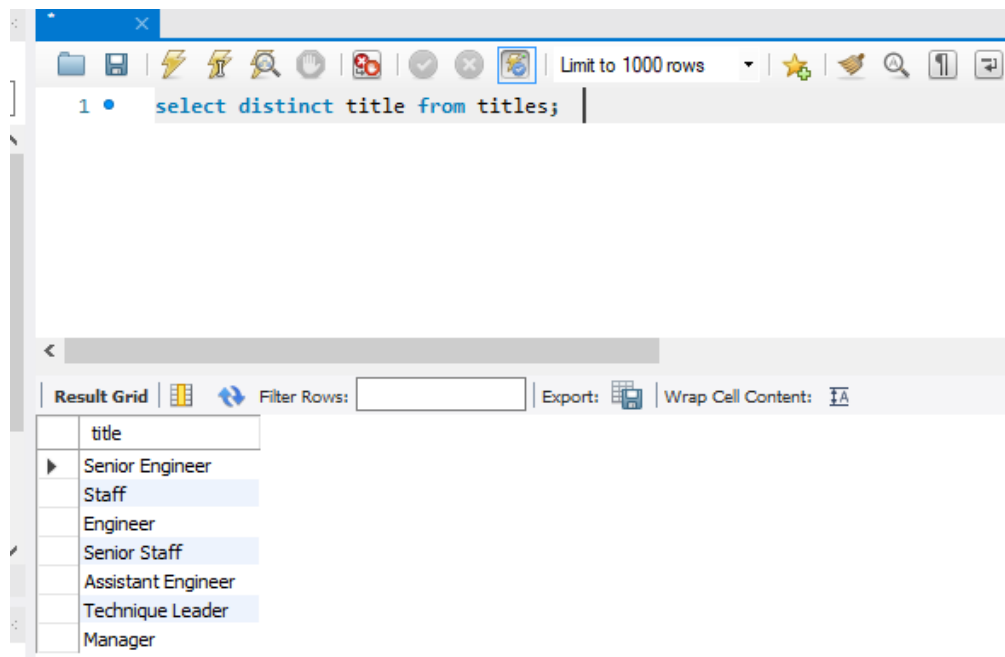 Limit to 1000 rows
1 select distinct title from titles;
Result Grid Filter Rows: Export: Wrap Cell Content:
title
Senior Engineer
Staff
Engineer
Senior Staff
Assistant Engineer
Technique Leader
Manager